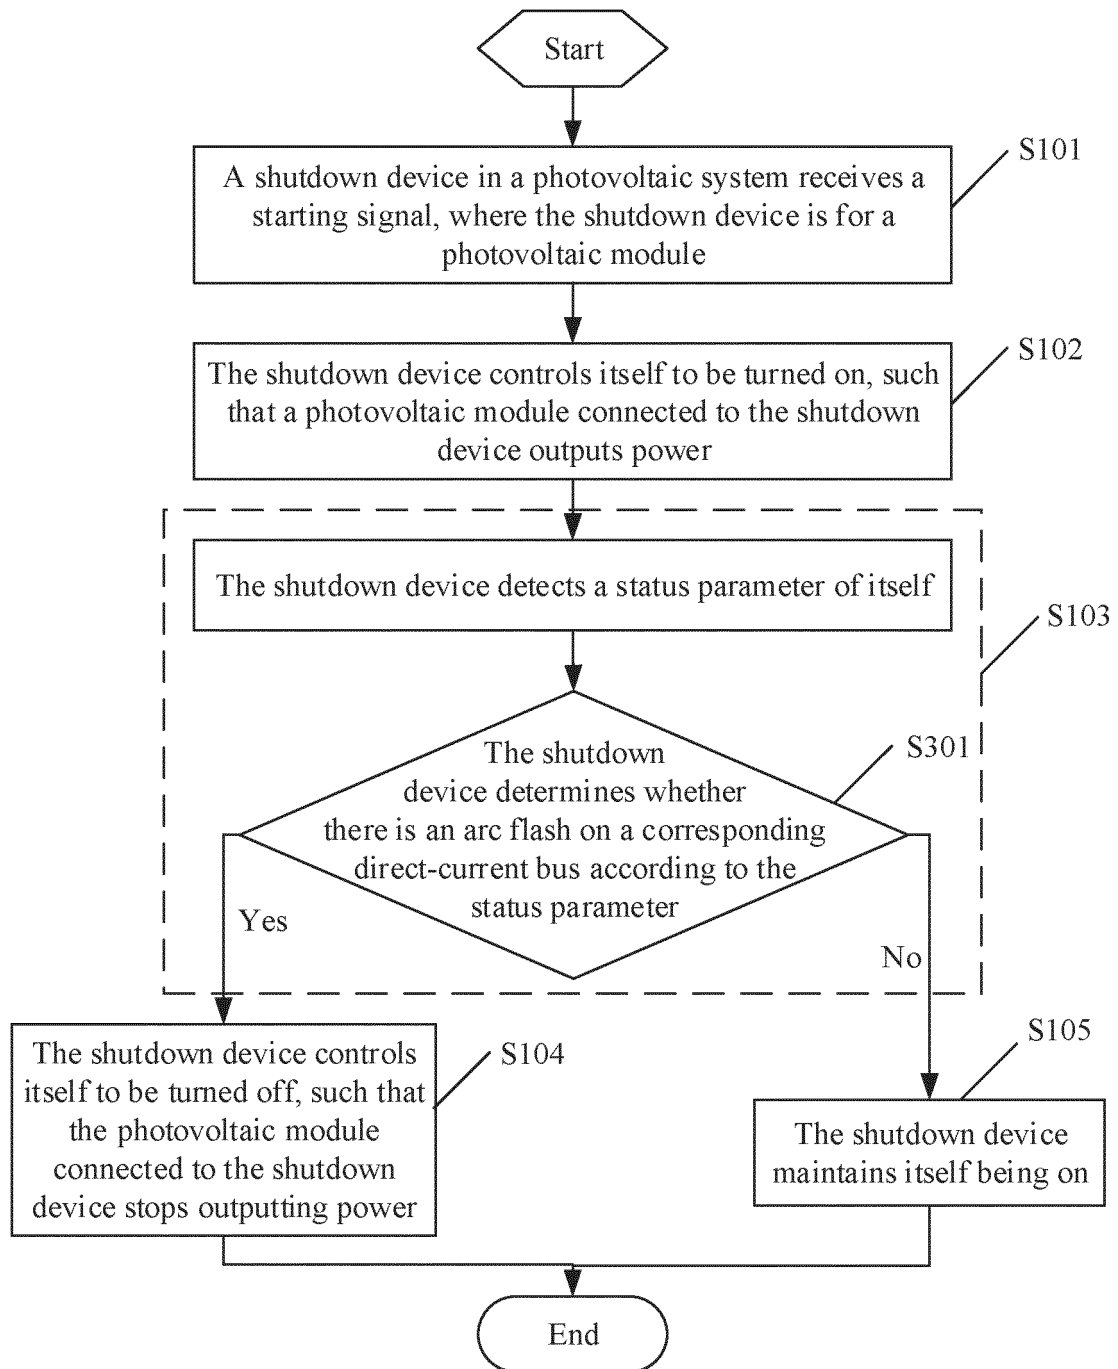 Start
S101
A shutdown device in a photovoltaic system receives a
starting signal, where the shutdown device is for a
photovoltaic module
S102
The shutdown device controls itself to be turned on, such
that a photovoltaic module connected to the shutdown
device outputs power
The shutdown device detects a status parameter of itself
S103
S301
The shutdown
device determines whether
there is an arc flash on a corresponding
direct-current bus according to the
status parameter
Yes
No
S104
The shutdown device controls
itself to be turned off, such that
the photovoltaic module
connected to the shutdown
device stops outputting power
S105
The shutdown device
maintains itself being on
End